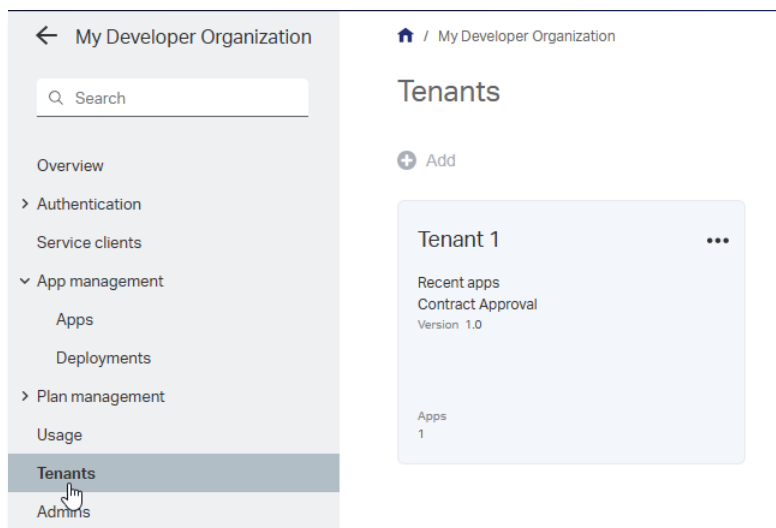 My Developer Organization
Search
Overview
Authentication
Service clients
App management
Apps
Deployments
Plan management
Usage
Tenants
Admins
/ My Developer Organization
Tenants
Add
Tenant 1
Recent apps
Contract Approval
Version 1.0
Apps
1